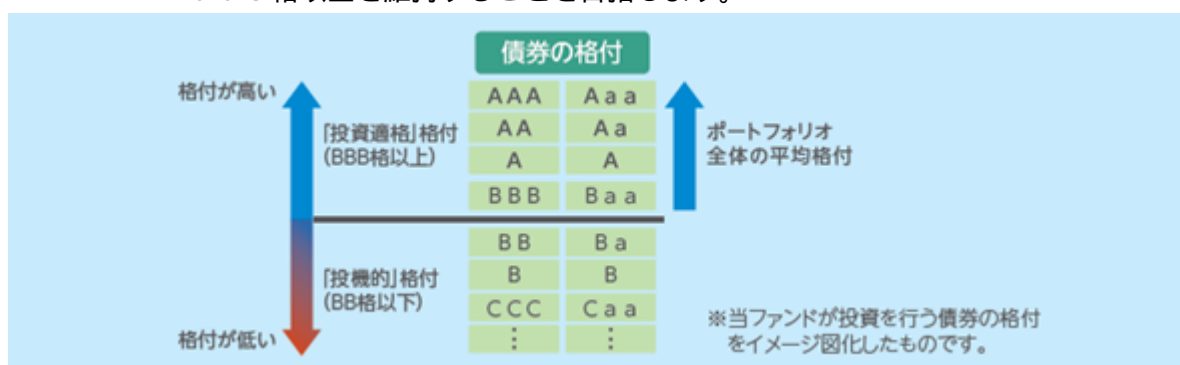 債券の格付
格付が高い
AAA Aaa
AA Aa
A A
BBB Baa
「投資適格」格付
(BBB格以上)
ポートフォリオ
全体の平均格付
BB Ba
B B
CCC Caa
⋮ ⋮
「投機的」格付
(BB格以下)
格付が低い
※当ファンドが投資を行う債券の格付
をイメージ図化したものです。